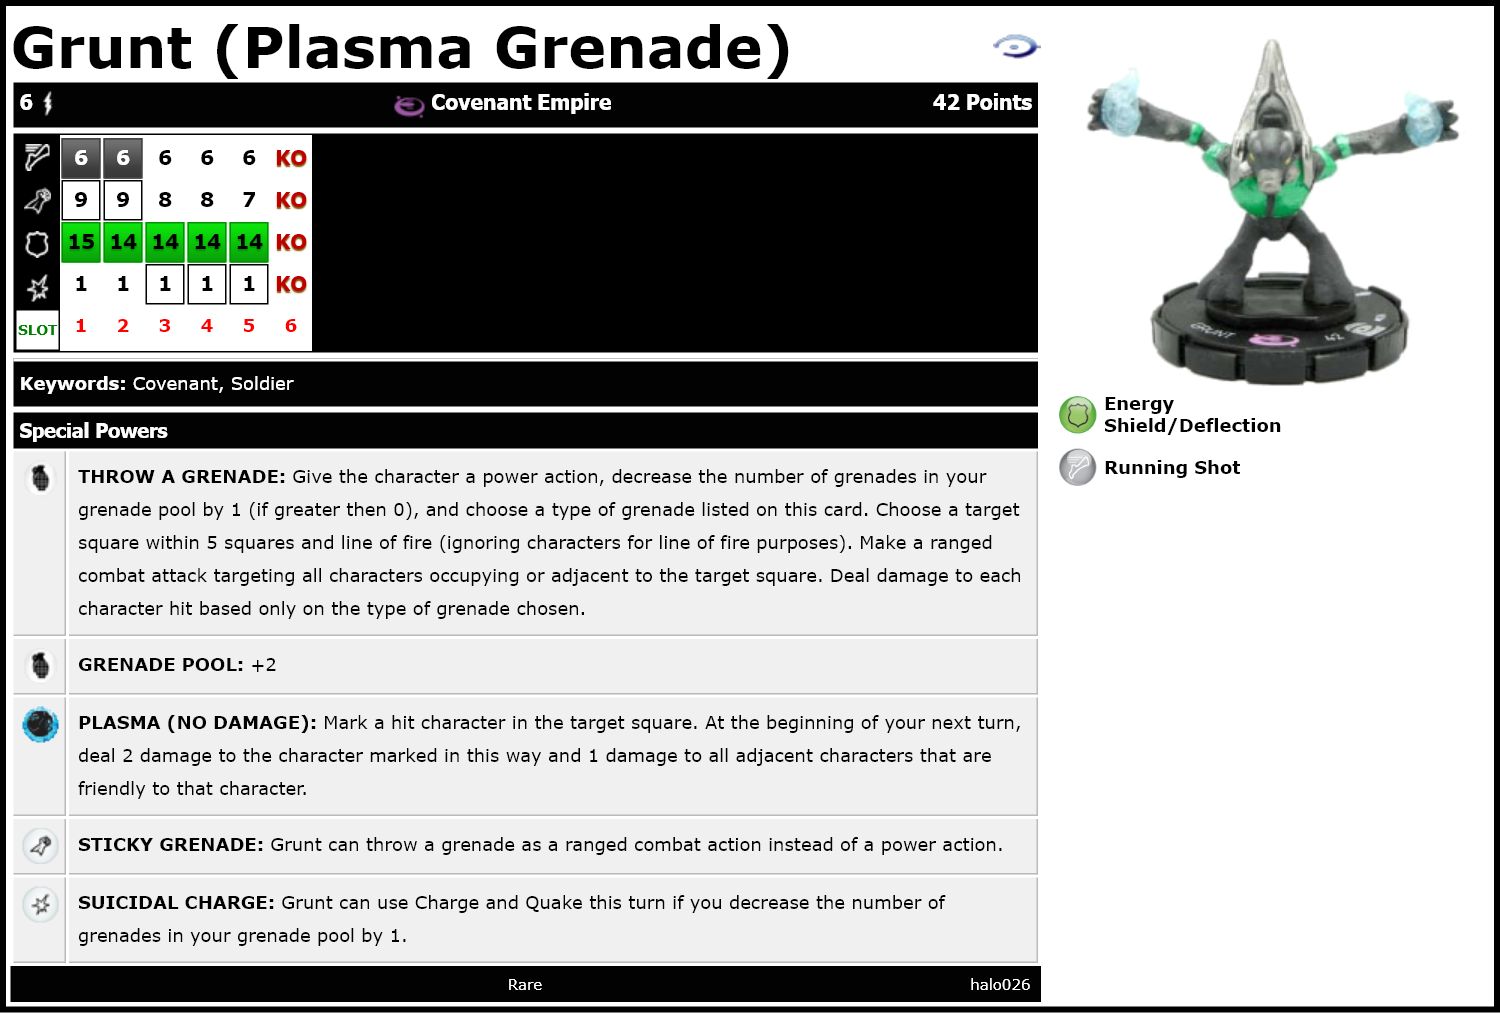 Grunt (Plasma Grenade)
6 Covenant Empire 42 Points
6 6 6 6 6 KO
9 9 8 8 7 KO
15 14 14 14 14 KO
1 1 1 1 1 KO
SLOT 1 2 3 4 5 6
Keywords: Covenant, Soldier
Special Powers
THROW A GRENADE: Give the character a power action, decrease the number of grenades in your
grenade pool by 1 (if greater then 0), and choose a type of grenade listed on this card. Choose a target
square within 5 squares and line of fire (ignoring characters for line of fire purposes). Make a ranged
combat attack targeting all characters occupying or adjacent to the target square. Deal damage to each
character hit based only on the type of grenade chosen.
GRENADE POOL: +2
PLASMA (NO DAMAGE): Mark a hit character in the target square. At the beginning of your next turn,
deal 2 damage to the character marked in this way and 1 damage to all adjacent characters that are
friendly to that character.
STICKY GRENADE: Grunt can throw a grenade as a ranged combat action instead of a power action.
SUICIDAL CHARGE: Grunt can use Charge and Quake this turn if you decrease the number of
grenades in your grenade pool by 1.
Rare halo026
GRUNT 42
Energy
Shield/Deflection
Running Shot